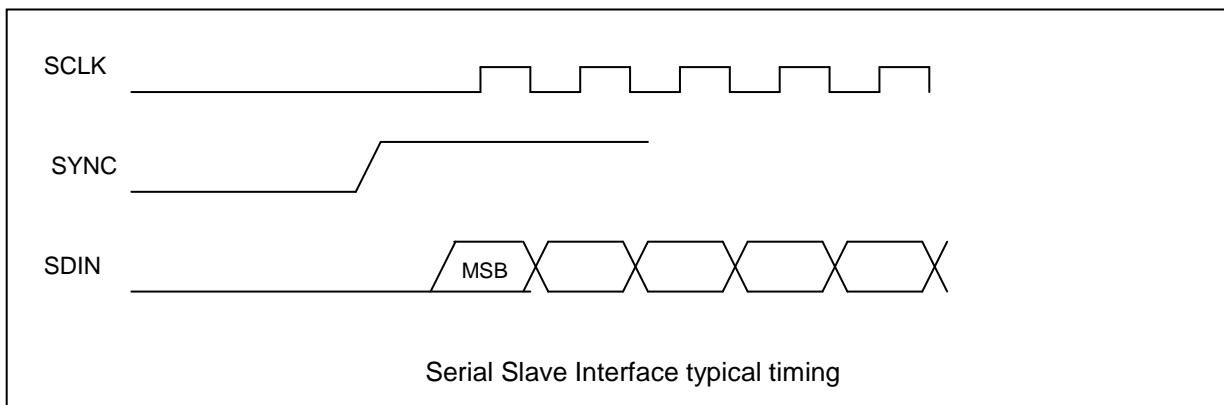 SCLK
SYNC
SDIN
MSB
Serial Slave Interface typical timing